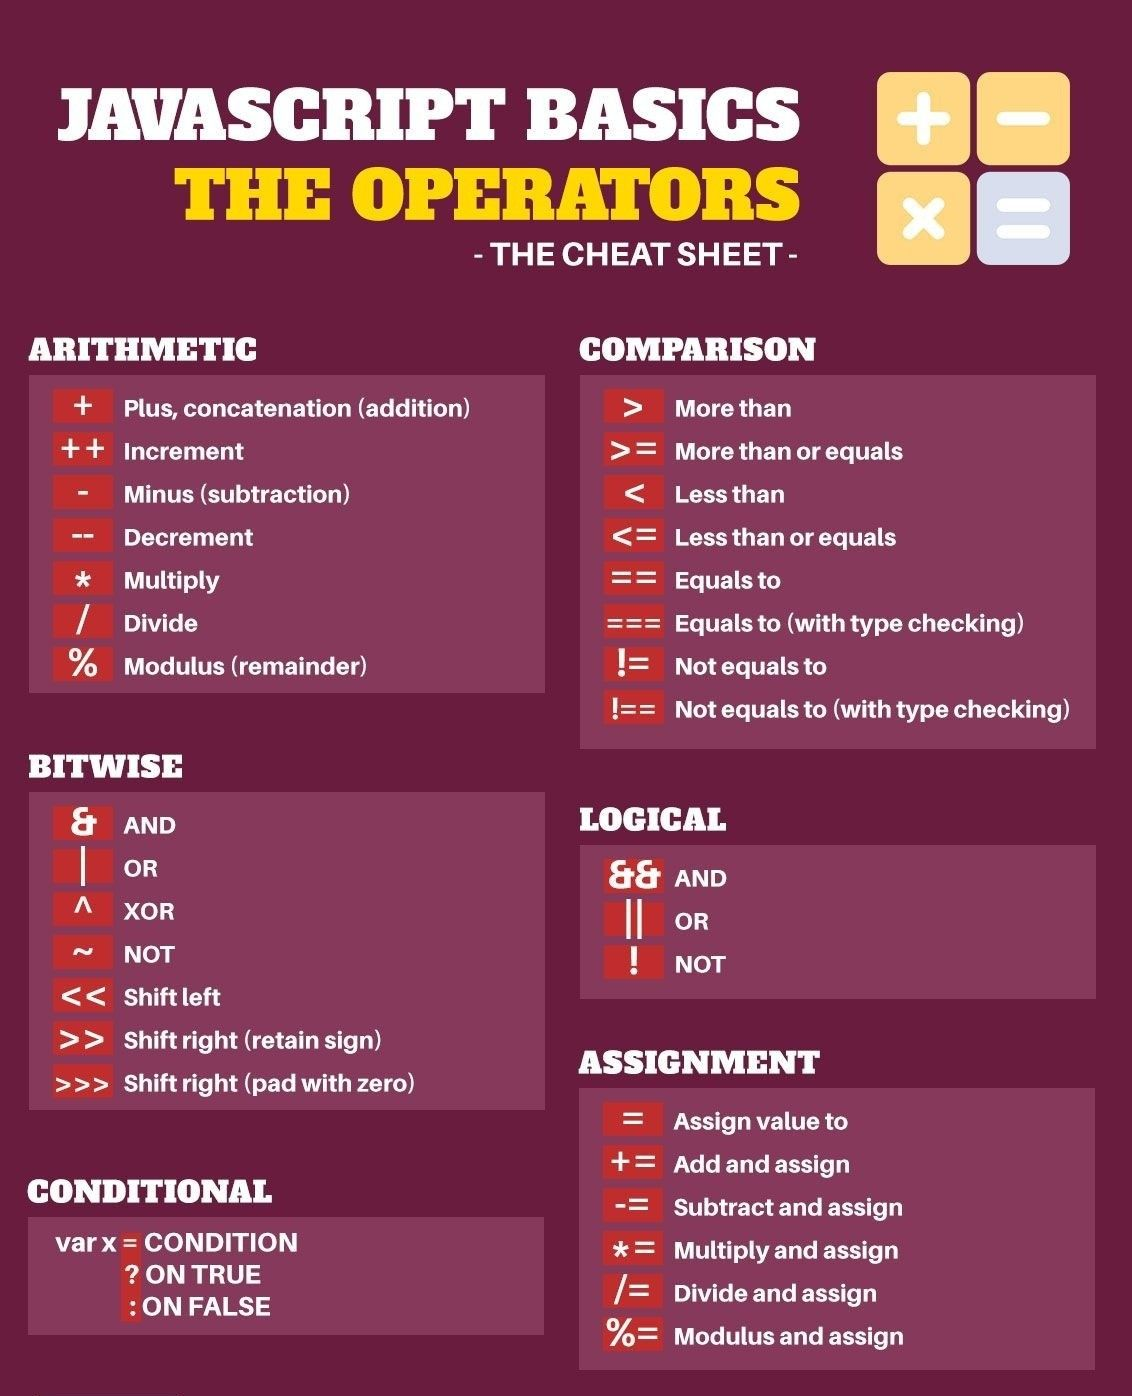 JAVASCRIPT BASICS
THE OPERATORS
- THE CHEAT SHEET -
ARITHMETIC
+ Plus, concatenation (addition)
++ Increment
- Minus (subtraction)
-- Decrement
* Multiply
/ Divide
% Modulus (remainder)
BITWISE
& AND
| OR
^ XOR
~ NOT
<< Shift left
>> Shift right (retain sign)
>>> Shift right (pad with zero)
CONDITIONAL
var x = CONDITION
? ON TRUE
: ON FALSE
COMPARISON
> More than
>= More than or equals
< Less than
<= Less than or equals
== Equals to
=== Equals to (with type checking)
!= Not equals to
!== Not equals to (with type checking)
LOGICAL
&& AND
|| OR
! NOT
ASSIGNMENT
= Assign value to
+= Add and assign
-= Subtract and assign
*= Multiply and assign
/= Divide and assign
%= Modulus and assign